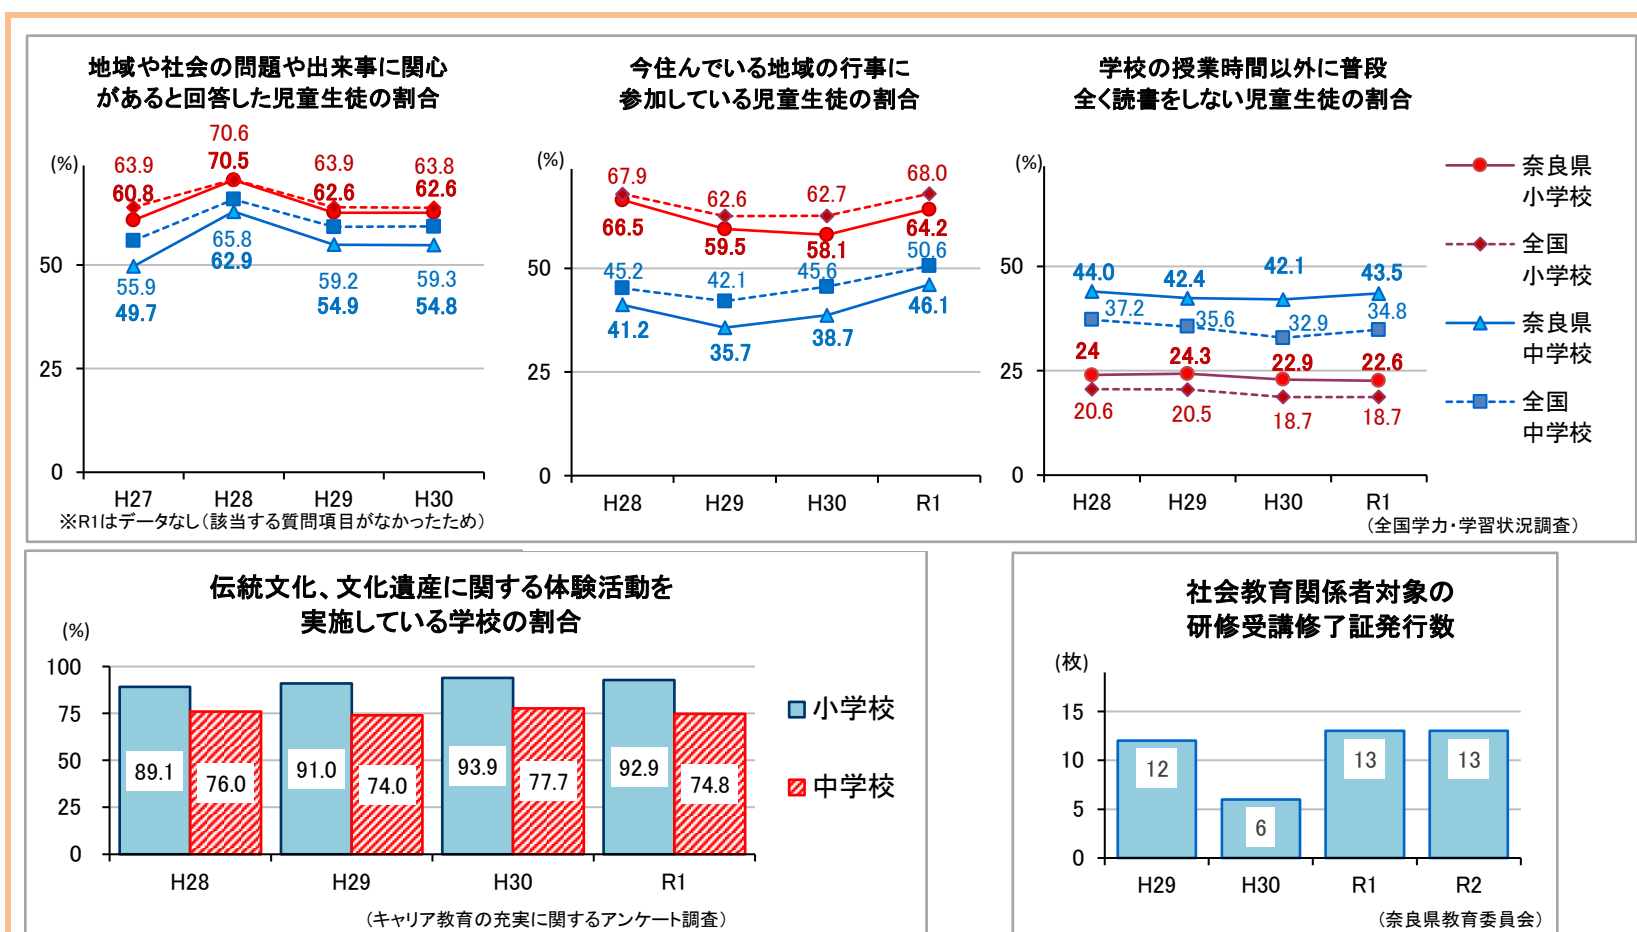 地域や社会の問題や出来事に関心
があると回答した児童生徒の割合
(%)
63.9
70.6
63.9
63.8
60.8
70.5
62.6
62.6
55.9
65.8
59.2
59.3
49.7
62.9
54.9
54.8
50
25
0
H27
H28
H29
H30
※R1はデータなし（該当する質問項目がなかったため）
今住んでいる地域の行事に
参加している児童生徒の割合
(%)
67.9
62.6
62.7
68.0
66.5
59.5
58.1
64.2
45.2
42.1
45.6
50.6
41.2
35.7
38.7
46.1
50
25
0
H28
H29
H30
R1
学校の授業時間以外に普段
全く読書をしない児童生徒の割合
(%)
44.0
42.4
42.1
43.5
37.2
35.6
32.9
34.8
24
24.3
22.9
22.6
20.6
20.5
18.7
18.7
50
25
0
H28
H29
H30
R1
奈良県
小学校
全国
小学校
奈良県
中学校
全国
中学校
（全国学力・学習状況調査）
伝統文化、文化遺産に関する体験活動を
実施している学校の割合
(%)
100
75
50
25
0
89.1
76.0
91.0
74.0
93.9
77.7
92.9
74.8
H28
H29
H30
R1
小学校
中学校
（キャリア教育の充実に関するアンケート調査）
社会教育関係者対象の
研修受講修了証発行数
(枚)
15
10
5
0
12
6
13
13
H29
H30
R1
R2
（奈良県教育委員会）